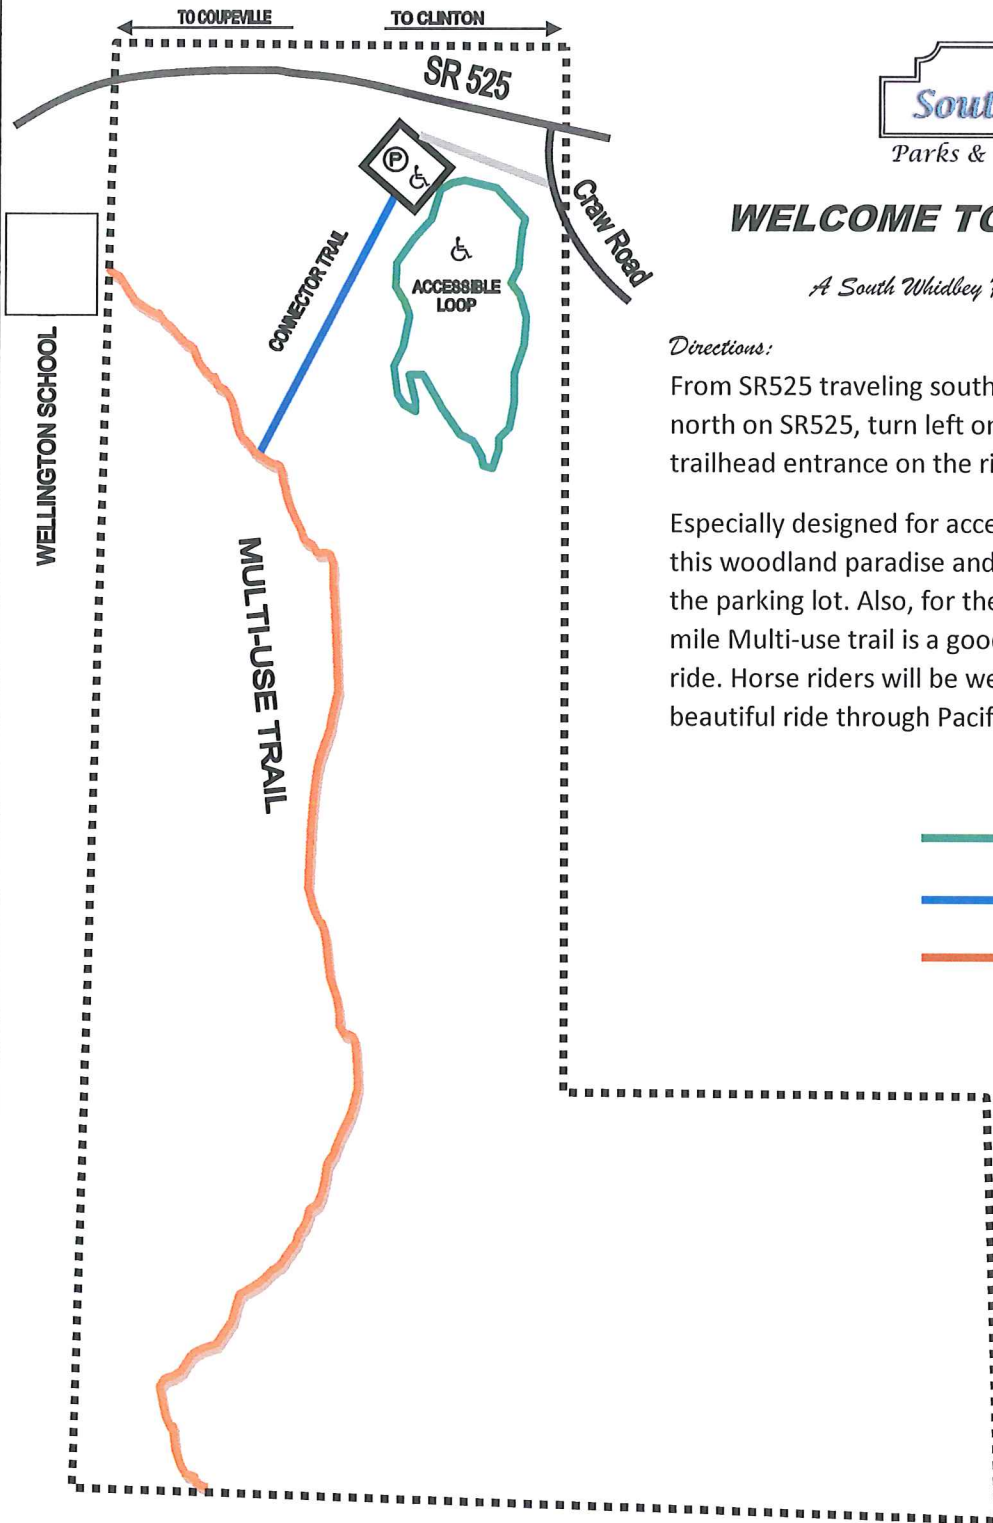 TO COUPEVILLE
TO CLINTON
SR 525
P
Craw Road
CONNECTOR TRAIL
ACCESSIBLE
LOOP
WELLINGTON SCHOOL
MULTI-USE TRAIL
Sout
Parks &
WELCOME TO
A South Whidbey
Directions:
From SR525 traveling south
north on SR525, turn left on
trailhead entrance on the ri
Especially designed for acce
this woodland paradise and
the parking lot. Also, for the
mile Multi-use trail is a good
ride. Horse riders will be we
beautiful ride through Pacif